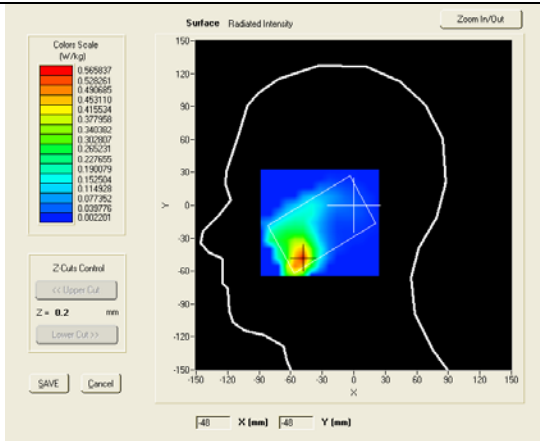 Surface Radiated Intensity
Zoom In/Out
Colors Scale
(W/kg)
0.565837
0.528261
0.490685
0.453110
0.415534
0.377958
0.340382
0.302807
0.265231
0.227655
0.190079
0.152504
0.114928
0.077352
0.039776
0.002201
Z-Cuts Control
<< Upper Cut
Z = 0.2 mm
Lower Cut >>
SAVE Cancel
150
120
90
60
30
0
-30
-60
-90
-120
-150
Y
-150 -120 -90 -60 -30 0 30 60 90 120 150
X
-48 X (mm) -48 Y (mm)